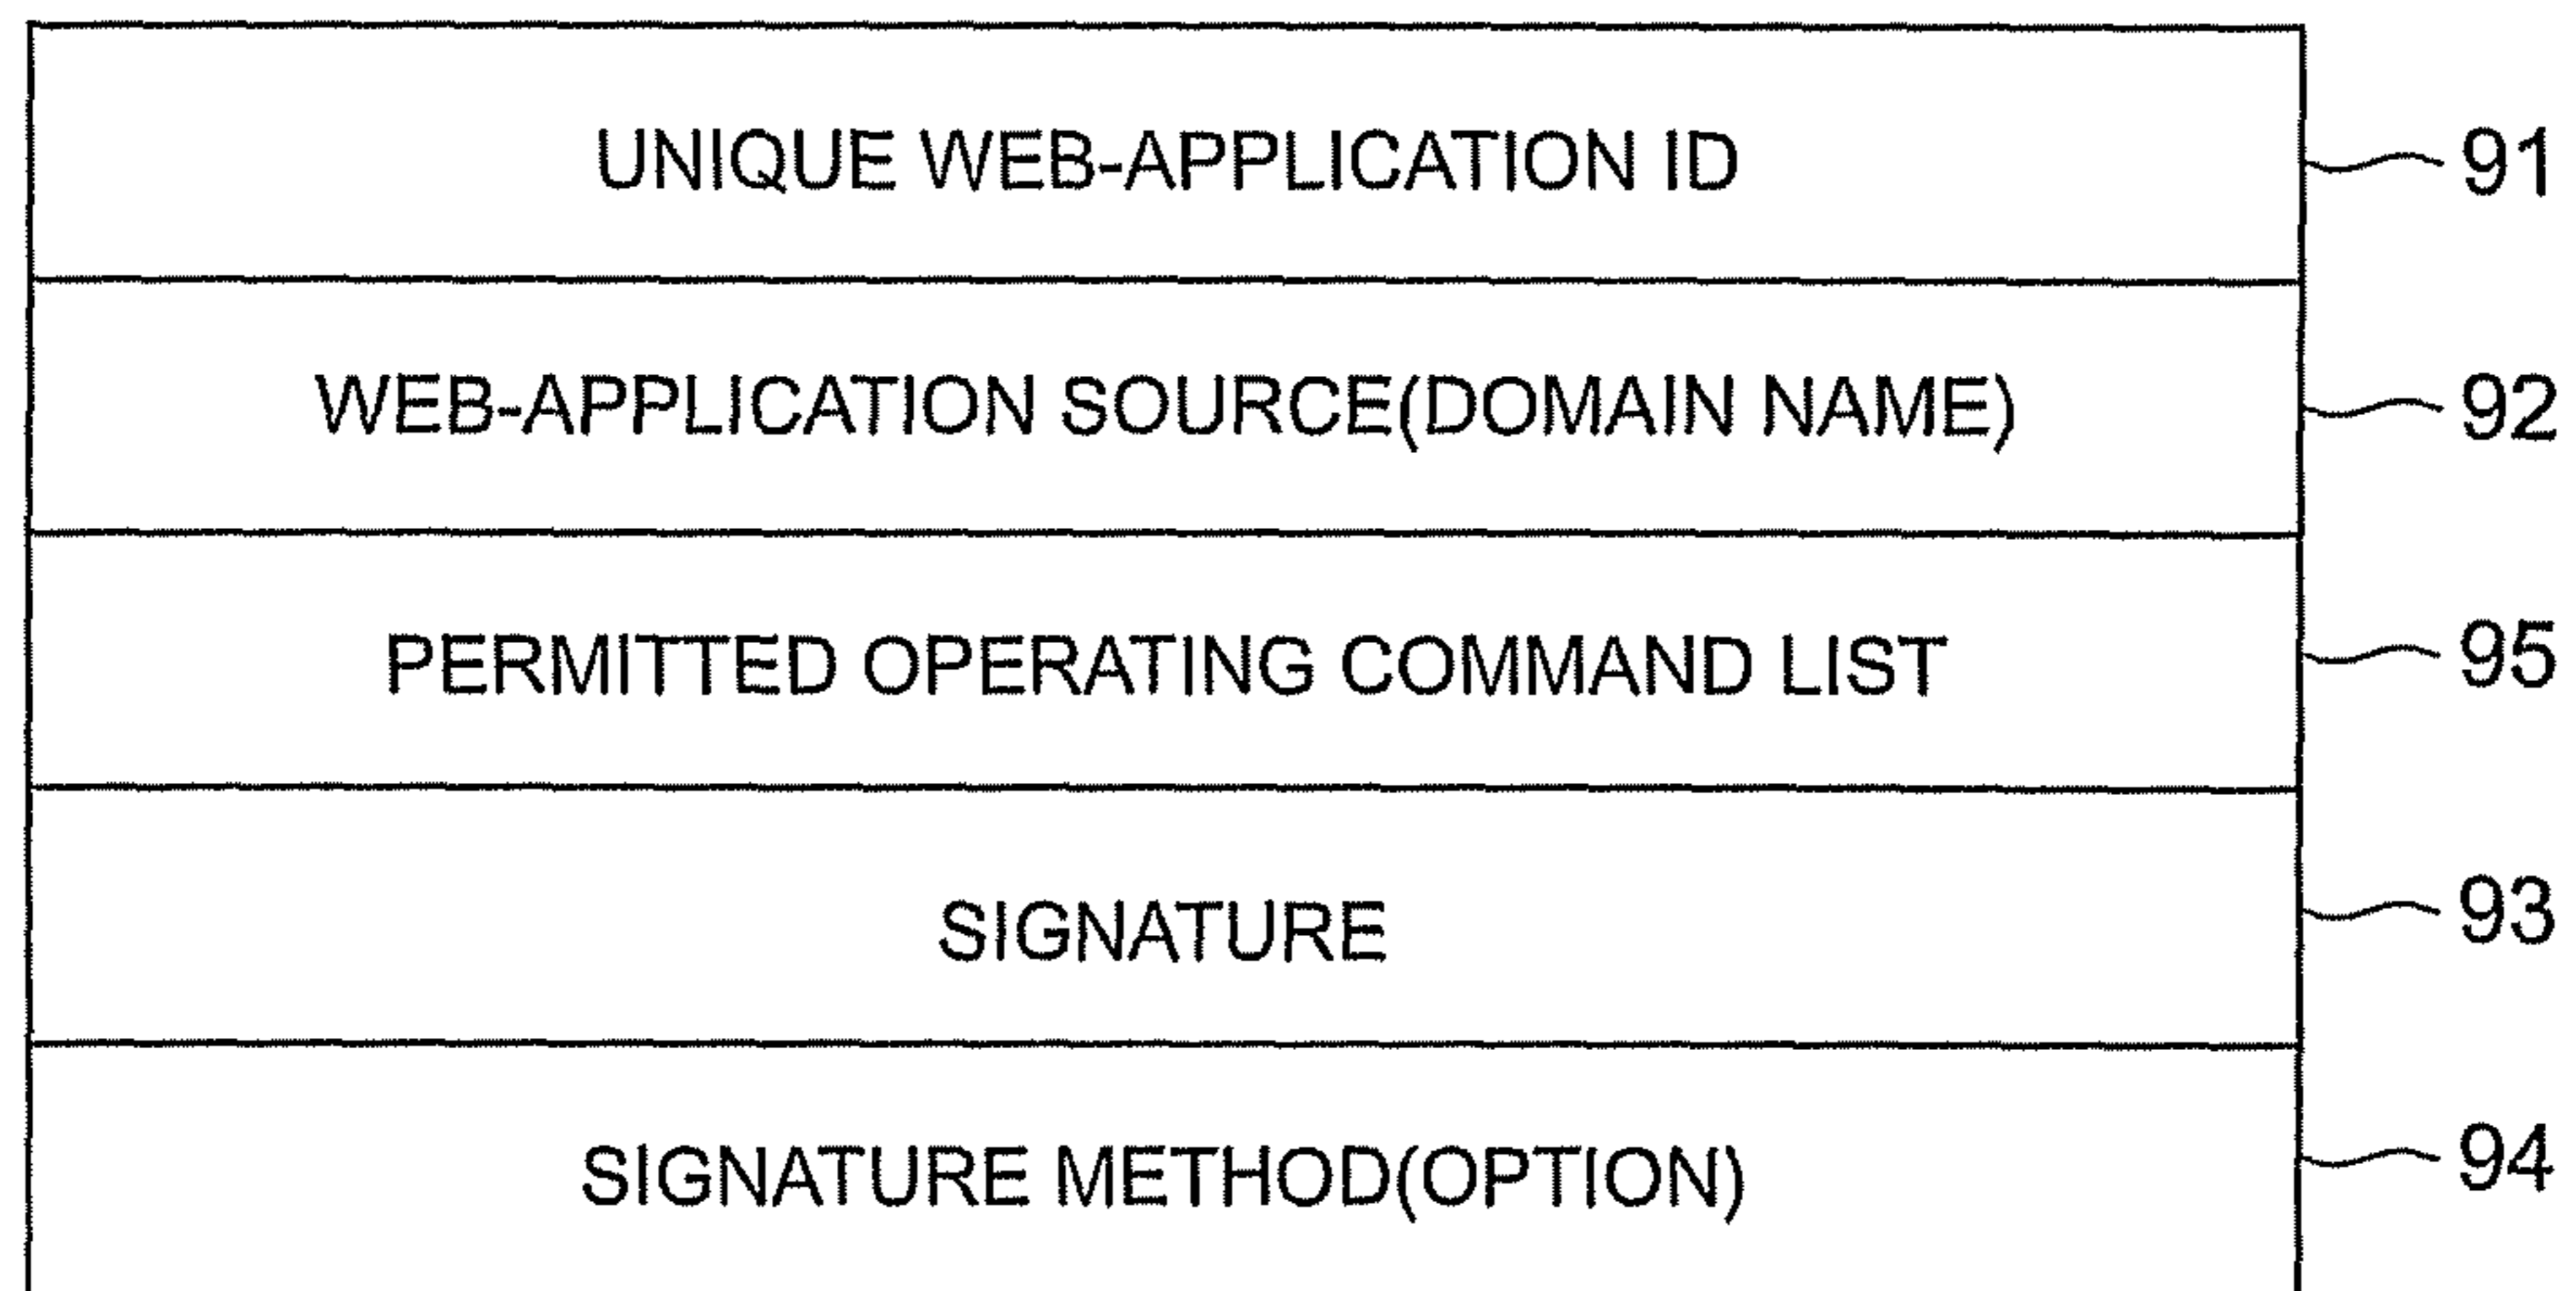 UNIQUE WEB-APPLICATION ID 91
WEB-APPLICATION SOURCE(DOMAIN NAME) 92
PERMITTED OPERATING COMMAND LIST 95
SIGNATURE 93
SIGNATURE METHOD(OPTION) 94